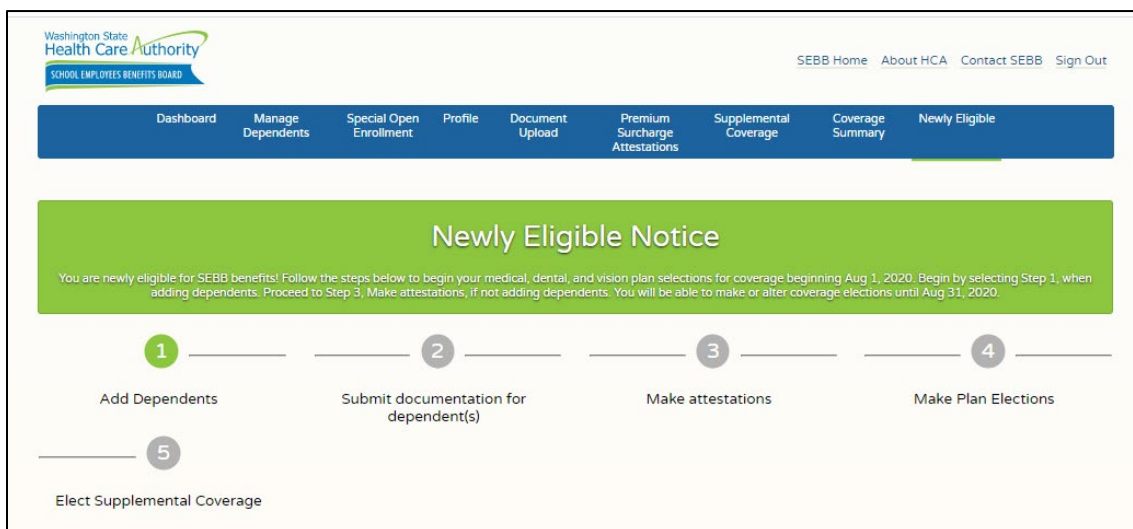 Washington State
Health Care Authority
SCHOOL EMPLOYEES BENEFITS BOARD
SEBB Home About HCA Contact SEBB Sign Out
Dashboard Manage Dependents Special Open Enrollment Profile Document Upload Premium Surcharge Attestations Supplemental Coverage Coverage Summary Newly Eligible
Newly Eligible Notice
You are newly eligible for SEBB benefits! Follow the steps below to begin your medical, dental, and vision plan selections for coverage beginning Aug 1, 2020. Begin by selecting Step 1, when
adding dependents. Proceed to Step 3, Make attestations, if not adding dependents. You will be able to make or alter coverage elections until Aug 31, 2020.
1
Add Dependents
2
Submit documentation for
dependent(s)
3
Make attestations
4
Make Plan Elections
5
Elect Supplemental Coverage